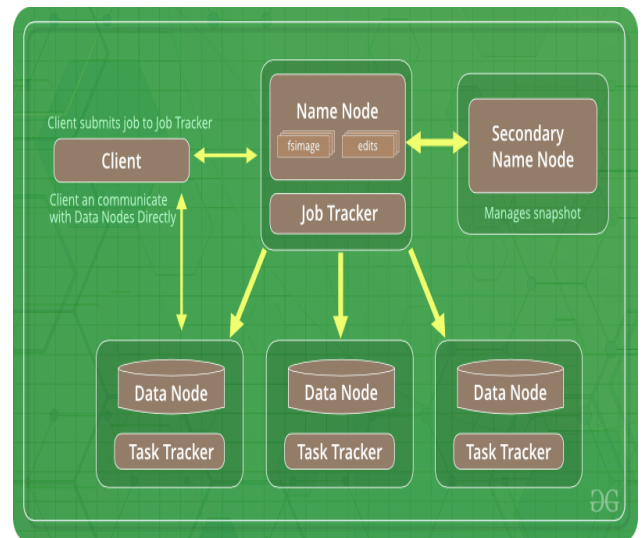 Client submits job to Job Tracker
Client
Client an communicate
with Data Nodes Directly
Name Node
fsimage
edits
Job Tracker
Secondary
Name Node
Manages snapshot
Data Node
Task Tracker
Data Node
Task Tracker
Data Node
Task Tracker